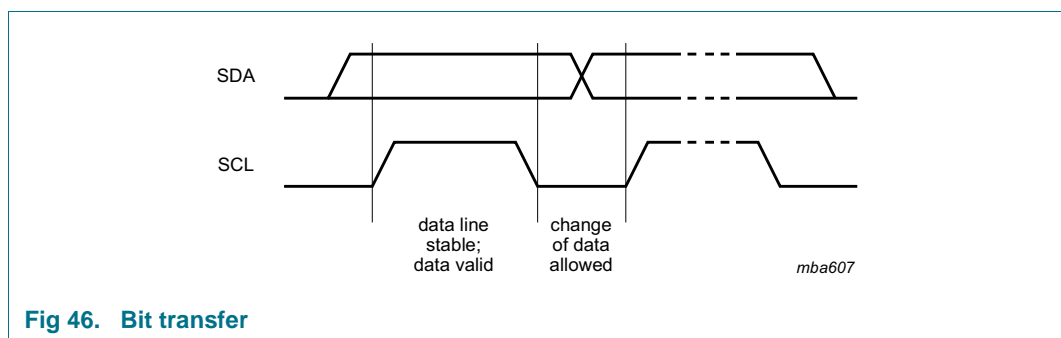 SDA
SCL
data line
stable;
data valid
change
of data
allowed
mba607
Fig 46. Bit transfer